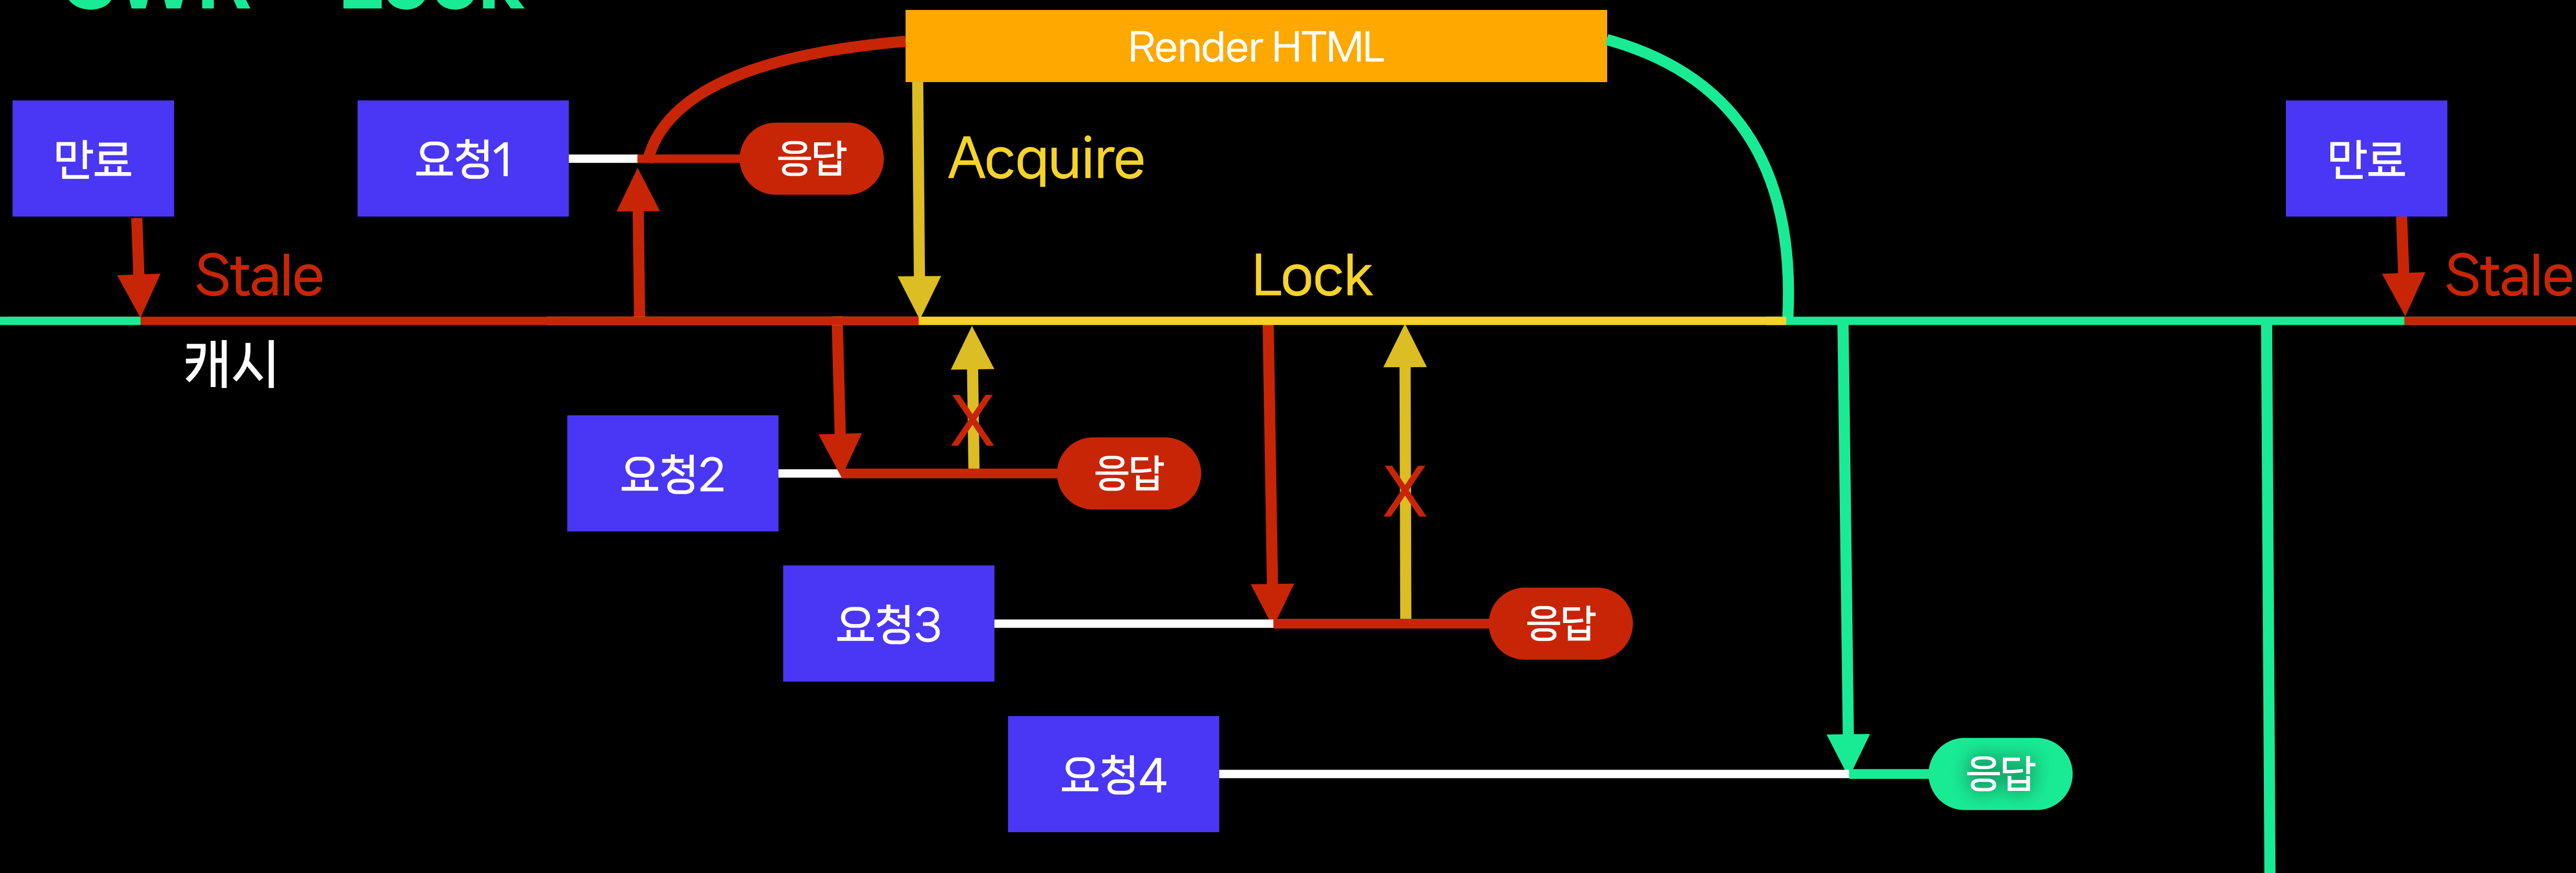 Render HTML
만료
요청1
응답
Acquire
만료
Stale
Lock
Stale
캐시
X
요청2
응답
X
요청3
응답
요청4
응답